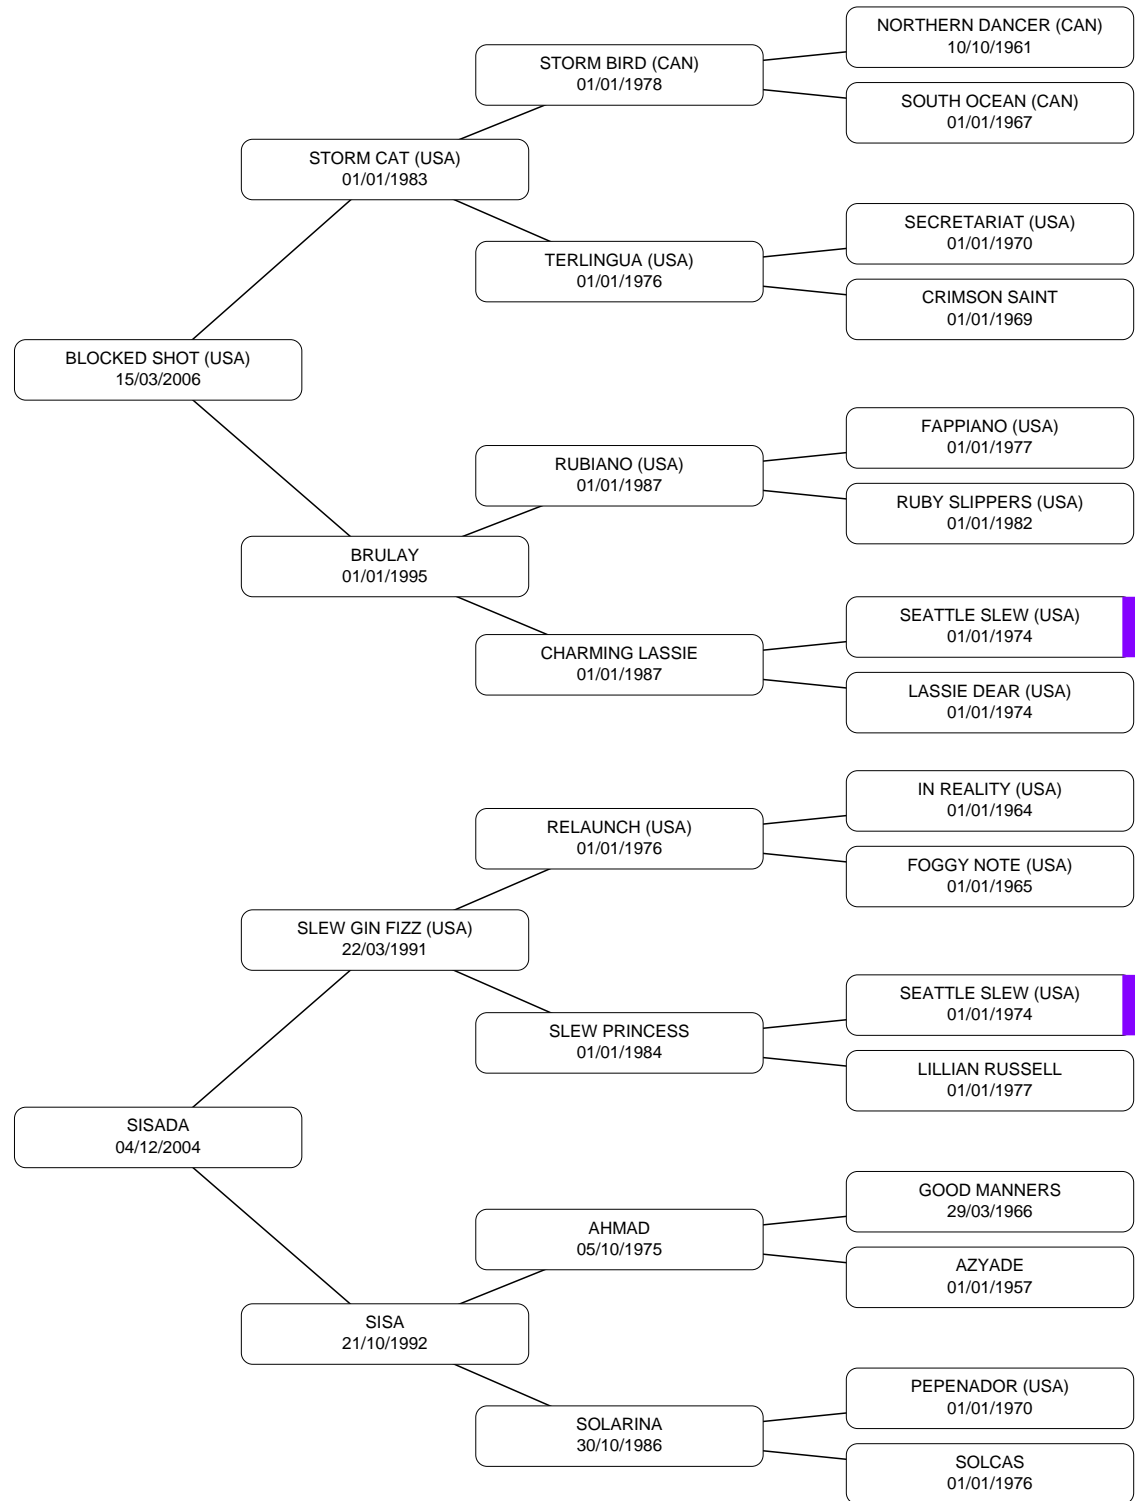 NORTHERN DANCER (CAN)
10/10/1961
STORM BIRD (CAN)
01/01/1978
SOUTH OCEAN (CAN)
01/01/1967
STORM CAT (USA)
01/01/1983
SECRETARIAT (USA)
01/01/1970
TERLINGUA (USA)
01/01/1976
CRIMSON SAINT
01/01/1969
BLOCKED SHOT (USA)
15/03/2006
FAPPIANO (USA)
01/01/1977
RUBIANO (USA)
01/01/1987
RUBY SLIPPERS (USA)
01/01/1982
BRULAY
01/01/1995
SEATTLE SLEW (USA)
01/01/1974
CHARMING LASSIE
01/01/1987
LASSIE DEAR (USA)
01/01/1974
IN REALITY (USA)
01/01/1964
RELAUNCH (USA)
01/01/1976
FOGGY NOTE (USA)
01/01/1965
SLEW GIN FIZZ (USA)
22/03/1991
SEATTLE SLEW (USA)
01/01/1974
SLEW PRINCESS
01/01/1984
LILLIAN RUSSELL
01/01/1977
SISADA
04/12/2004
GOOD MANNERS
29/03/1966
AHMAD
05/10/1975
AZYADE
01/01/1957
SISA
21/10/1992
PEPENADOR (USA)
01/01/1970
SOLARINA
30/10/1986
SOLCAS
01/01/1976